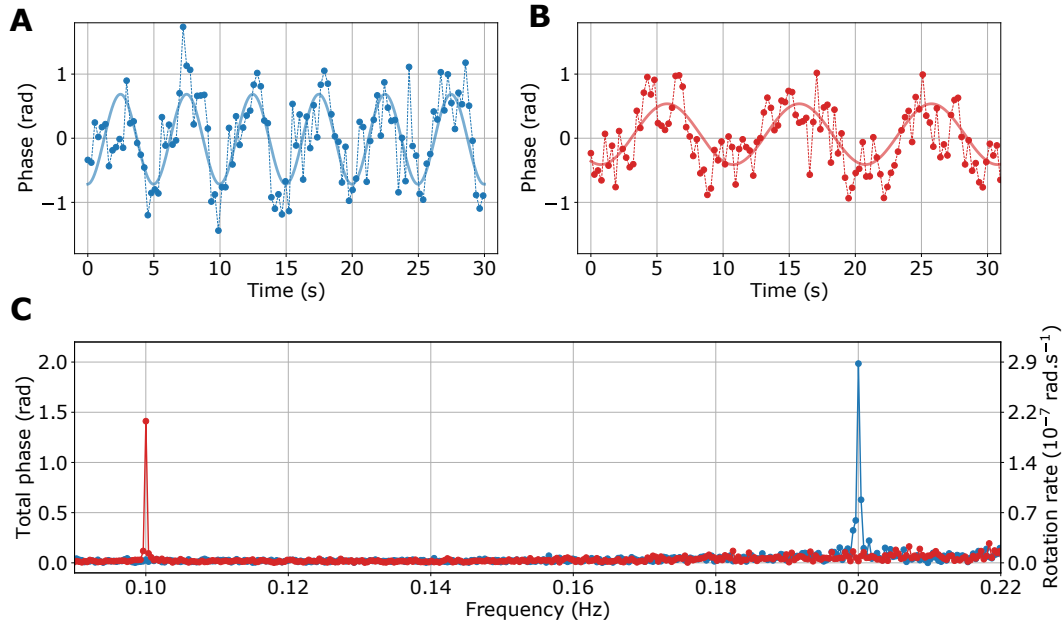 A
B
Phase (rad)
1
0
−1
0 5 10 15 20 25 30
Time (s)
Phase (rad)
1
0
−1
0 5 10 15 20 25 30
Time (s)
C
Total phase (rad)
2.0
1.5
1.0
0.5
0.0
0.10 0.12 0.14 0.16 0.18 0.20 0.22
Frequency (Hz)
2.9
2.2
1.4
0.7
0.0
Rotation rate (10⁻⁷ rad.s⁻¹)